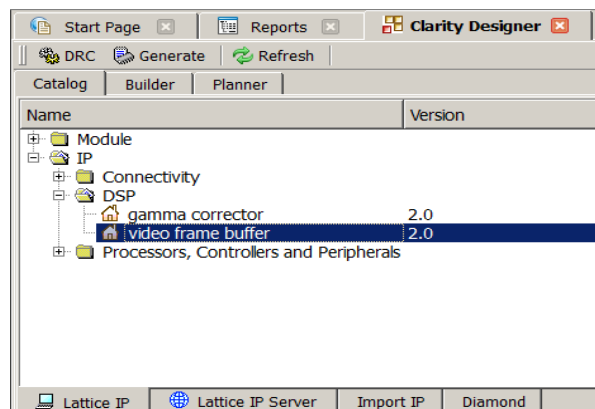 Start Page Reports Clarity Designer
DRC Generate Refresh
Catalog Builder Planner
Name Version
Module
IP
Connectivity
DSP
gamma corrector 2.0
video frame buffer 2.0
Processors, Controllers and Peripherals
Lattice IP Lattice IP Server Import IP Diamond